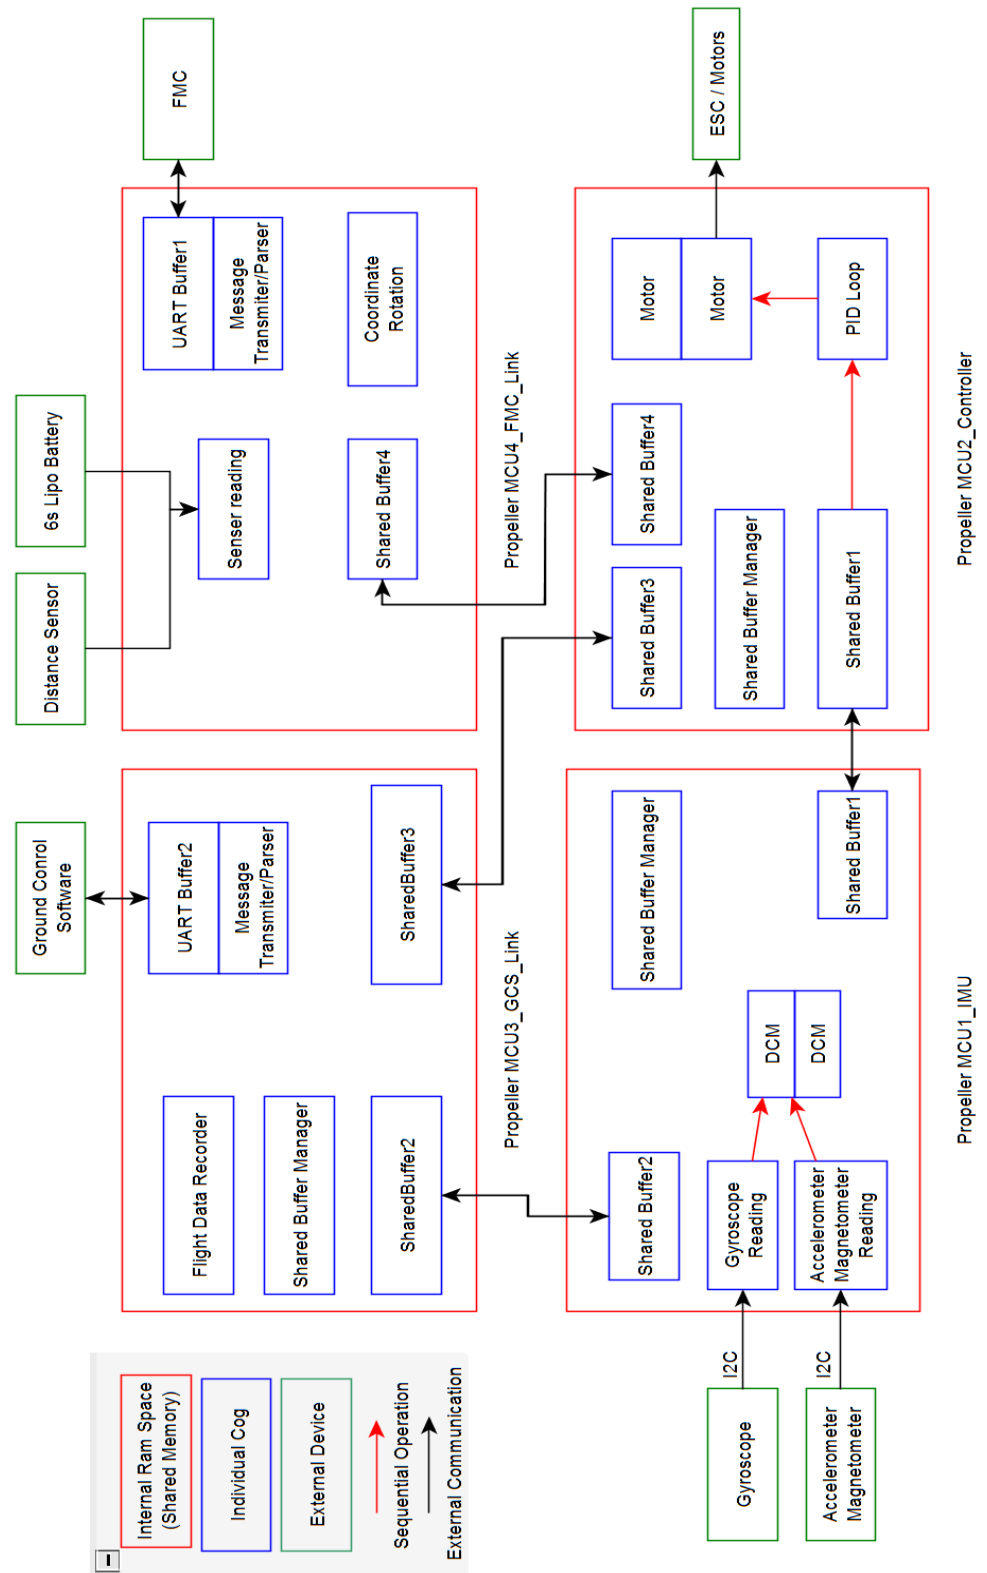 Internal Ram Space
(Shared Memory)
Individual Cog
External Device
Sequential Operation
External Communication
Ground Conrol
Software
Distance Sensor
6s Lipo Battery
FMC
Flight Data Recorder
Shared Buffer Manager
SharedBuffer2
UART Buffer2
Message
Transmiter/Parser
SharedBuffer3
Propeller MCU3_GCS_Link
Senser reading
Shared Buffer4
UART Buffer1
Message
Transmiter/Parser
Coordinate
Rotation
Propeller MCU4_FMC_Link
Gyroscope
I2C
Accelerometer
Magnetometer
I2C
Shared Buffer2
Gyroscope
Reading
Accelerometer
Magnetometer
Reading
DCM
DCM
Shared Buffer Manager
Shared Buffer1
Propeller MCU1_IMU
Shared Buffer3
Shared Buffer4
Shared Buffer Manager
Shared Buffer1
Motor
Motor
PID Loop
Propeller MCU2_Controller
ESC / Motors